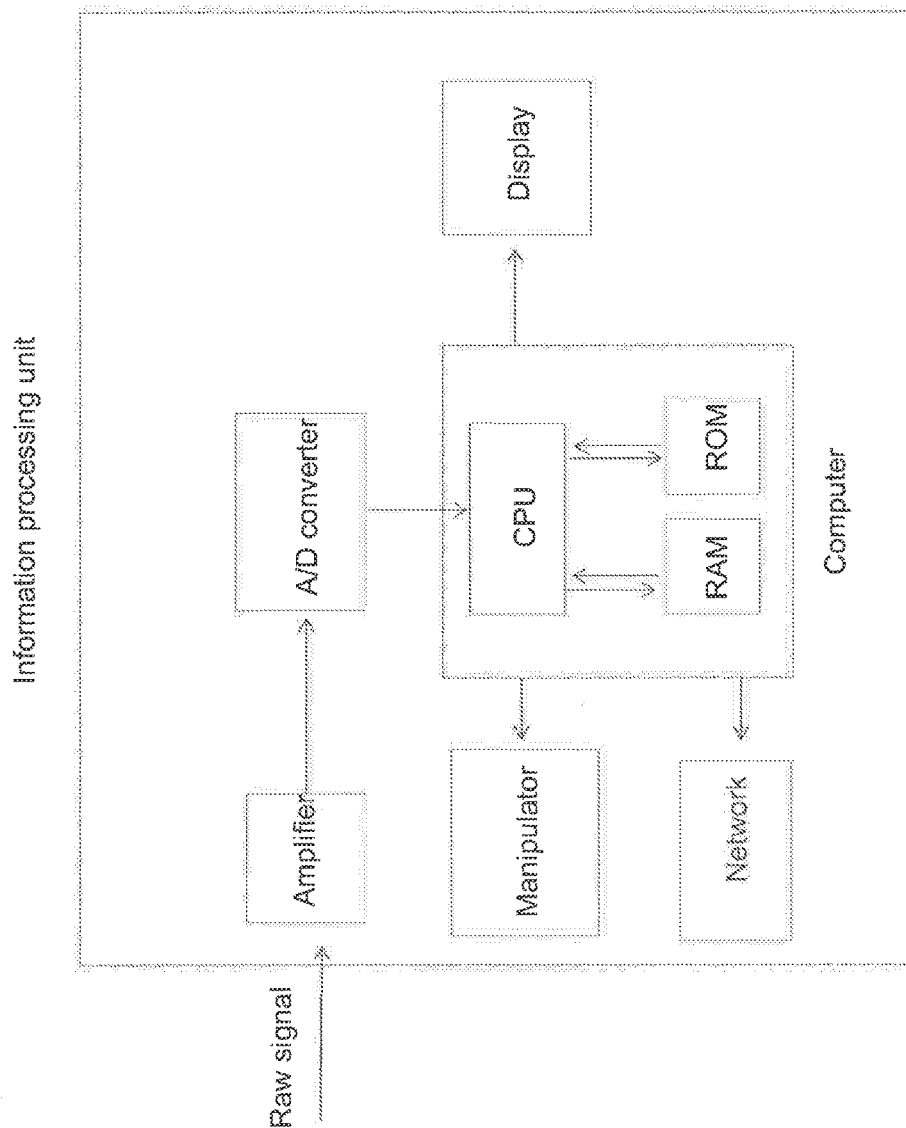 Information processing unit
Raw signal
Amplifier
A/D converter
Manipulator
CPU
Display
RAM
ROM
Network
Computer